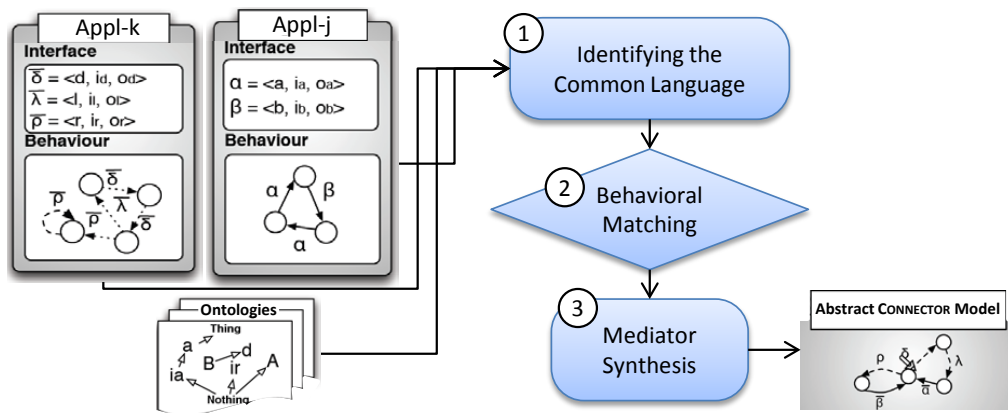 Appl-k
Interface
δ̅ = <d, id, od>
λ̅ = <l, il, ol>
ρ̅ = <r, ir, or>
Behaviour
δ̅
ρ̅
λ̅
ρ̅
δ̅
Appl-j
Interface
α = <a, ia, oa>
β = <b, ib, ob>
Behaviour
α
β
α
Ontologies
Thing
a
B
d
A
ia
ir
Nothing
1
Identifying the
Common Language
2
Behavioral
Matching
3
Mediator
Synthesis
Abstract CONNECTOR Model
ρ
δ
λ
β̅
α̅